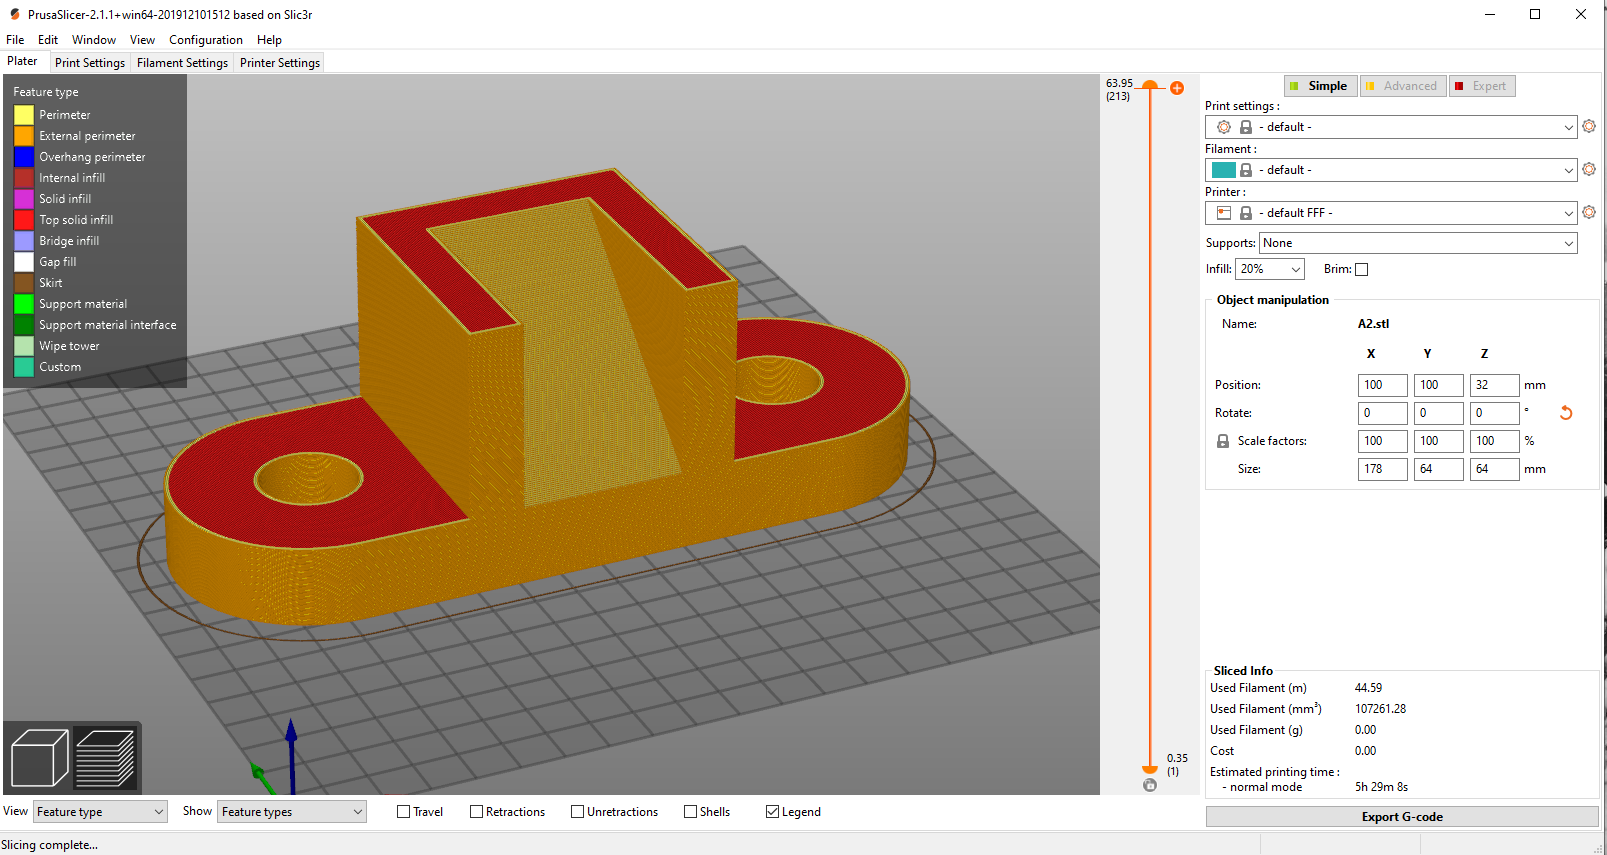 PrusaSlicer-2.1.1+win64-201912101512 based on Slic3r
File Edit Window View Configuration Help
Plater Print Settings Filament Settings Printer Settings
Feature type
Perimeter
External perimeter
Overhang perimeter
Internal infill
Solid infill
Top solid infill
Bridge infill
Gap fill
Skirt
Support material
Support material interface
Wipe tower
Custom
63.95
(213)
0.35
(1)
Simple Advanced Expert
Print settings :
- default -
Filament :
- default -
Printer :
- default FFF -
Supports: None
Infill: 20% Brim:
Object manipulation
Name: A2.stl
X Y Z
Position: 100 100 32 mm
Rotate: 0 0 0 °
Scale factors: 100 100 100 %
Size: 178 64 64 mm
Sliced Info
Used Filament (m) 44.59
Used Filament (mm³) 107261.28
Used Filament (g) 0.00
Cost 0.00
Estimated printing time :
- normal mode 5h 29m 8s
View Feature type Show Feature types Travel Retractions Unretractions Shells Legend
Export G-code
Slicing complete...